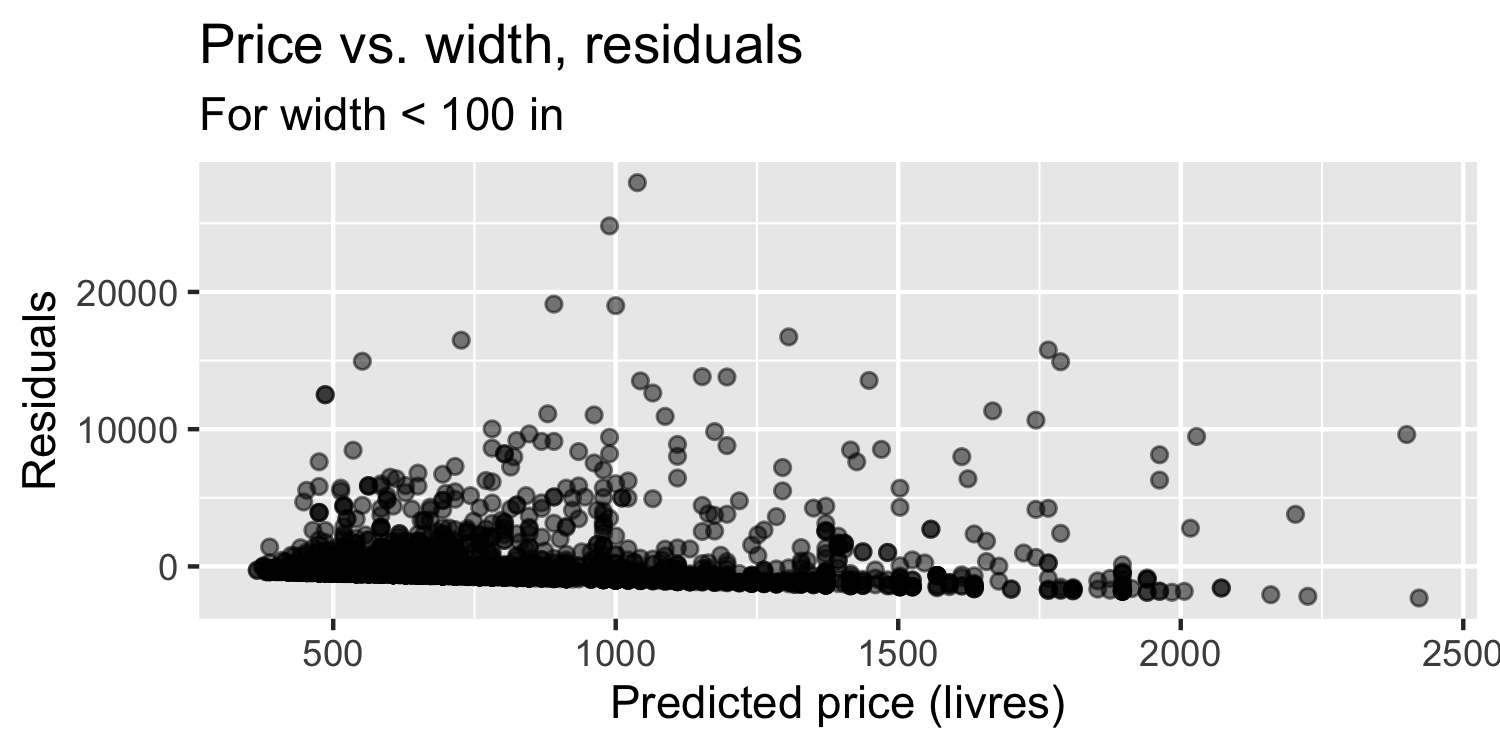 Price vs. width, residuals
For width < 100 in
20000
10000
0
Residuals
500
1000
1500
2000
2500
Predicted price (livres)